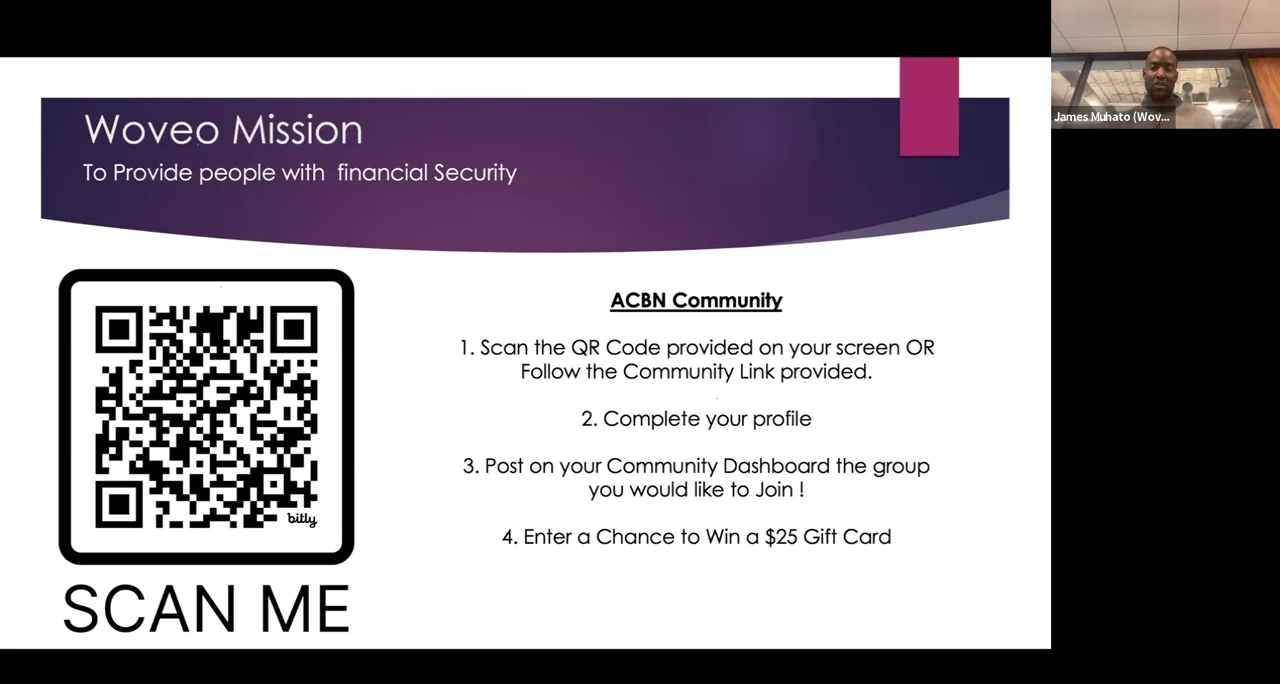 Woveo Mission
To Provide people with financial Security
ACBN Community
1. Scan the QR Code provided on your screen OR
Follow the Community Link provided.
2. Complete your profile
3. Post on your Community Dashboard the group
you would like to Join !
4. Enter a Chance to Win a $25 Gift Card
bitly
SCAN ME
James Muhato (Wov...